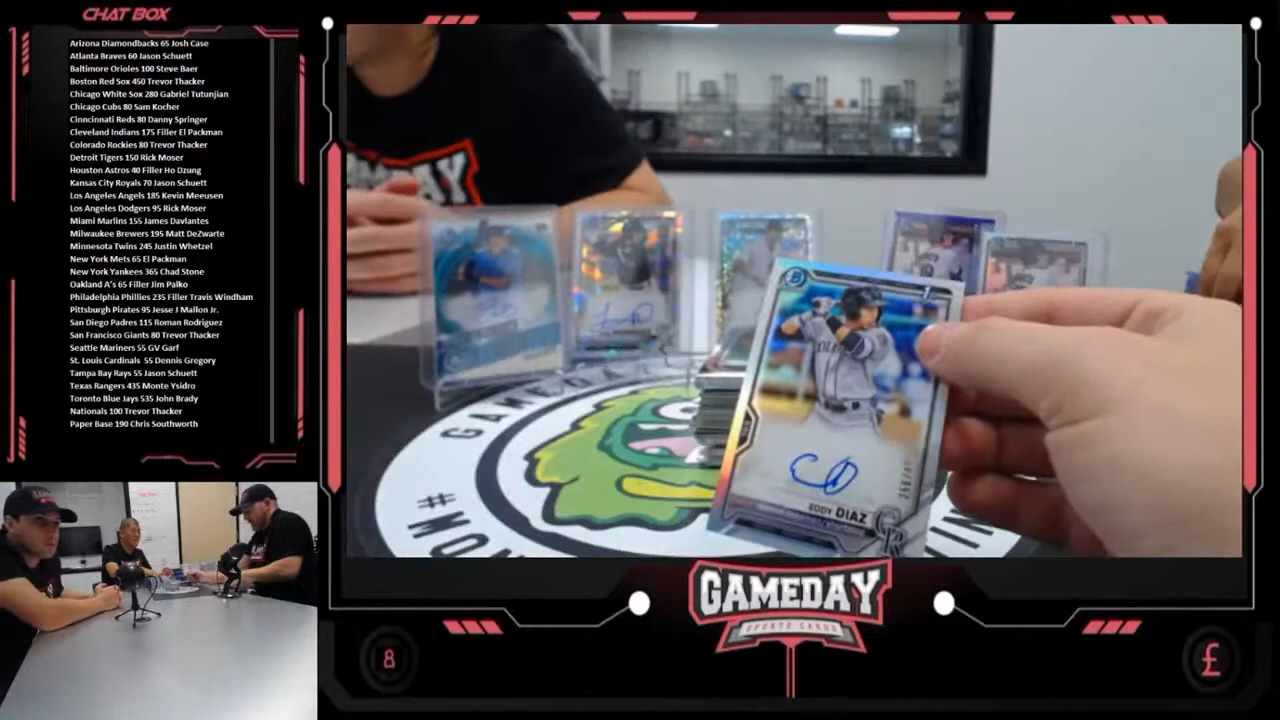 CHAT BOX
Arizona Diamondbacks 65 Josh Case
Atlanta Braves 60 Jason Schuett
Baltimore Orioles 100 Steve Baer
Boston Red Sox 450 Trevor Thacker
Chicago White Sox 280 Gabriel Tutunjian
Chicago Cubs 80 Sam Kocher
Cinncinati Reds 80 Danny Springer
Cleveland Indians 175 Filler El Packman
Colorado Rockies 80 Trevor Thacker
Detroit Tigers 150 Rick Moser
Houston Astros 40 Filler Ho Dzung
Kansas City Royals 70 Jason Schuett
Los Angeles Angels 185 Kevin Meeusen
Los Angeles Dodgers 95 Rick Moser
Miami Marlins 155 James Davlantes
Milwaukee Brewers 195 Matt DeZwarte
Minnesota Twins 245 Justin Whetzel
New York Mets 65 El Packman
New York Yankees 365 Chad Stone
Oakland A's 65 Filler Jim Palko
Philadelphia Phillies 235 Filler Travis Windham
Pittsburgh Pirates 95 Jesse J Mallon Jr.
San Diego Padres 115 Roman Rodriguez
San Francisco Giants 80 Trevor Thacker
Seattle Mariners 55 GV Garf
St. Louis Cardinals 55 Dennis Gregory
Tampa Bay Rays 55 Jason Schuett
Texas Rangers 435 Monte Ysidro
Toronto Blue Jays 535 John Brady
Nationals 100 Trevor Thacker
Paper Base 190 Chris Southworth
EDDY DIAZ
CR
GAMEDAY
SPORTS CARDS
8
£